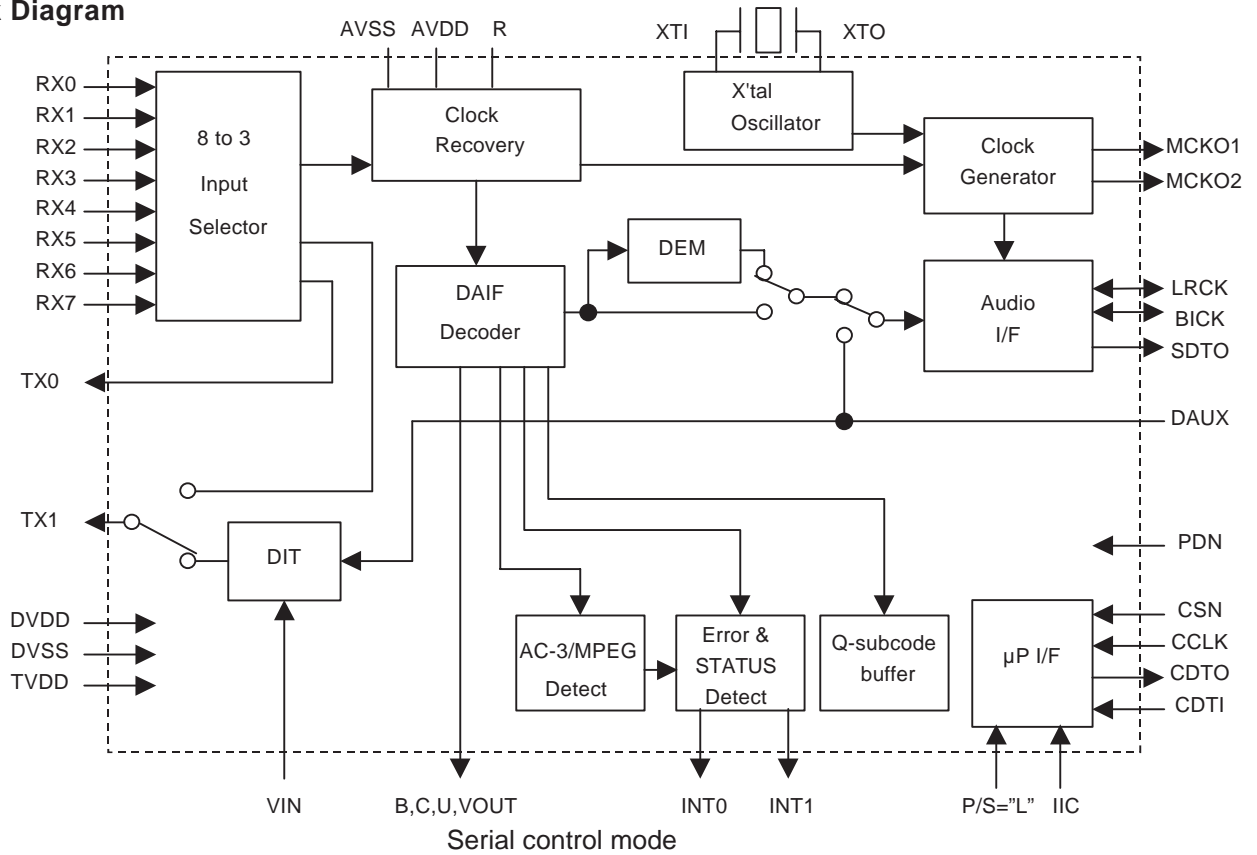 Diagram
AVSS AVDD R
XTI XTO
RX0
RX1
RX2
RX3
RX4
RX5
RX6
RX7
8 to 3
Input
Selector
Clock
Recovery
X'tal
Oscillator
Clock
Generator
MCKO1
MCKO2
DEM
DAIF
Decoder
Audio
I/F
LRCK
BICK
SDTO
TX0
DAUX
TX1
DIT
PDN
DVDD
DVSS
TVDD
AC-3/MPEG
Detect
Error &
STATUS
Detect
Q-subcode
buffer
µP I/F
CSN
CCLK
CDTO
CDTI
VIN
B,C,U,VOUT
INT0
INT1
P/S=”L”
IIC
Serial control mode